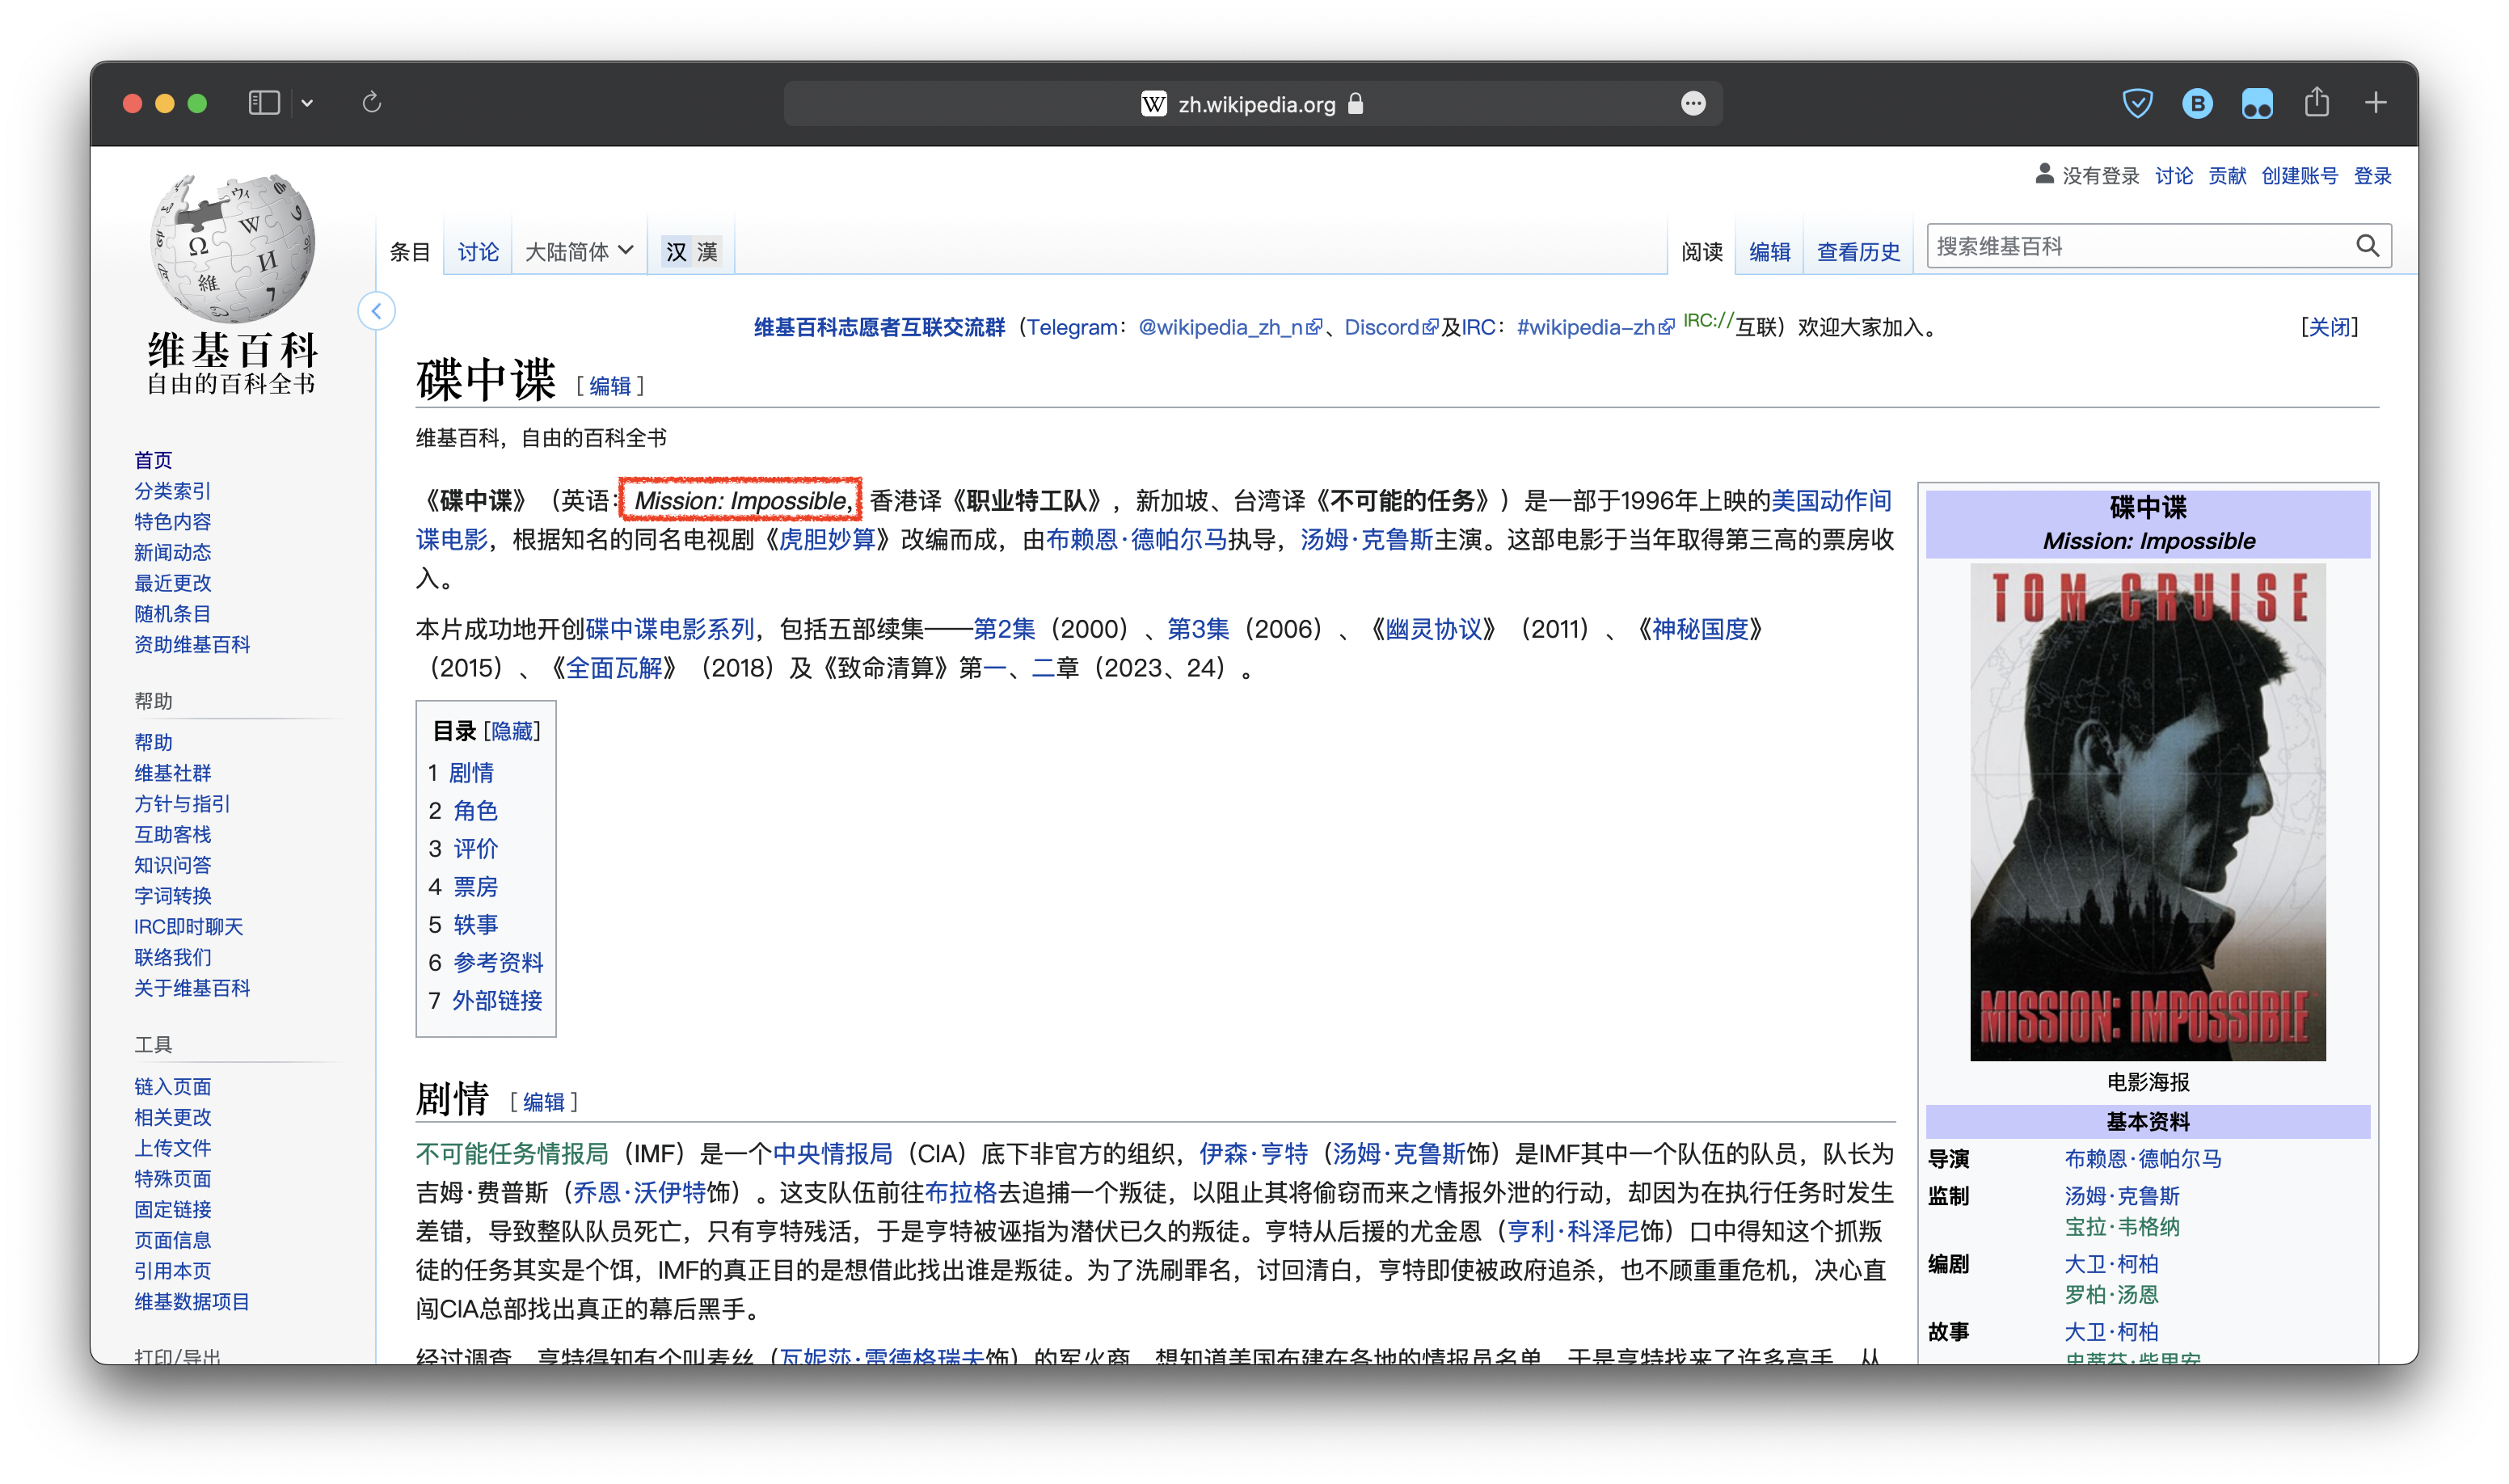 zh.wikipedia.org
没有登录 讨论 贡献 创建账号 登录
条目 讨论 大陆简体 汉 漢
阅读 编辑 查看历史 搜索维基百科
维基百科
自由的百科全书
维基百科志愿者互联交流群（Telegram：@wikipedia_zh_n、Discord及IRC：#wikipedia-zh IRC://互联）欢迎大家加入。 [关闭]
碟中谍 [编辑]
维基百科，自由的百科全书
《碟中谍》（英语：Mission: Impossible, 香港译《职业特工队》，新加坡、台湾译《不可能的任务》）是一部于1996年上映的美国动作间
谍电影，根据知名的同名电视剧《虎胆妙算》改编而成，由布赖恩·德帕尔马执导，汤姆·克鲁斯主演。这部电影于当年取得第三高的票房收
入。
本片成功地开创碟中谍电影系列，包括五部续集——第2集（2000）、第3集（2006）、《幽灵协议》（2011）、《神秘国度》
（2015）、《全面瓦解》（2018）及《致命清算》第一、二章（2023、24）。
目录 [隐藏]
1 剧情
2 角色
3 评价
4 票房
5 轶事
6 参考资料
7 外部链接
剧情 [编辑]
不可能任务情报局（IMF）是一个中央情报局（CIA）底下非官方的组织，伊森·亨特（汤姆·克鲁斯饰）是IMF其中一个队伍的队员，队长为
吉姆·费普斯（乔恩·沃伊特饰）。这支队伍前往布拉格去追捕一个叛徒，以阻止其将偷窃而来之情报外泄的行动，却因为在执行任务时发生
差错，导致整队队员死亡，只有亨特残活，于是亨特被诬指为潜伏已久的叛徒。亨特从后援的尤金恩（亨利·科泽尼饰）口中得知这个抓叛
徒的任务其实是个饵，IMF的真正目的是想借此找出谁是叛徒。为了洗刷罪名，讨回清白，亨特即使被政府追杀，也不顾重重危机，决心直
闯CIA总部找出真正的幕后黑手。
经过调查，亨特得知有个叫麦丝（瓦妮莎·雷德格瑞夫饰）的军火商，想知道美国布建在各地的情报员名单，于是亨特找来了许多高手，从
碟中谍
Mission: Impossible
TOM CRUISE
MISSION: IMPOSSIBLE
电影海报
基本资料
导演 布赖恩·德帕尔马
监制 汤姆·克鲁斯
宝拉·韦格纳
编剧 大卫·柯柏
罗柏·汤恩
故事 大卫·柯柏
史蒂芬·柴里安
首页
分类索引
特色内容
新闻动态
最近更改
随机条目
资助维基百科
帮助
帮助
维基社群
方针与指引
互助客栈
知识问答
字词转换
IRC即时聊天
联络我们
关于维基百科
工具
链入页面
相关更改
上传文件
特殊页面
固定链接
页面信息
引用本页
维基数据项目
打印/导出